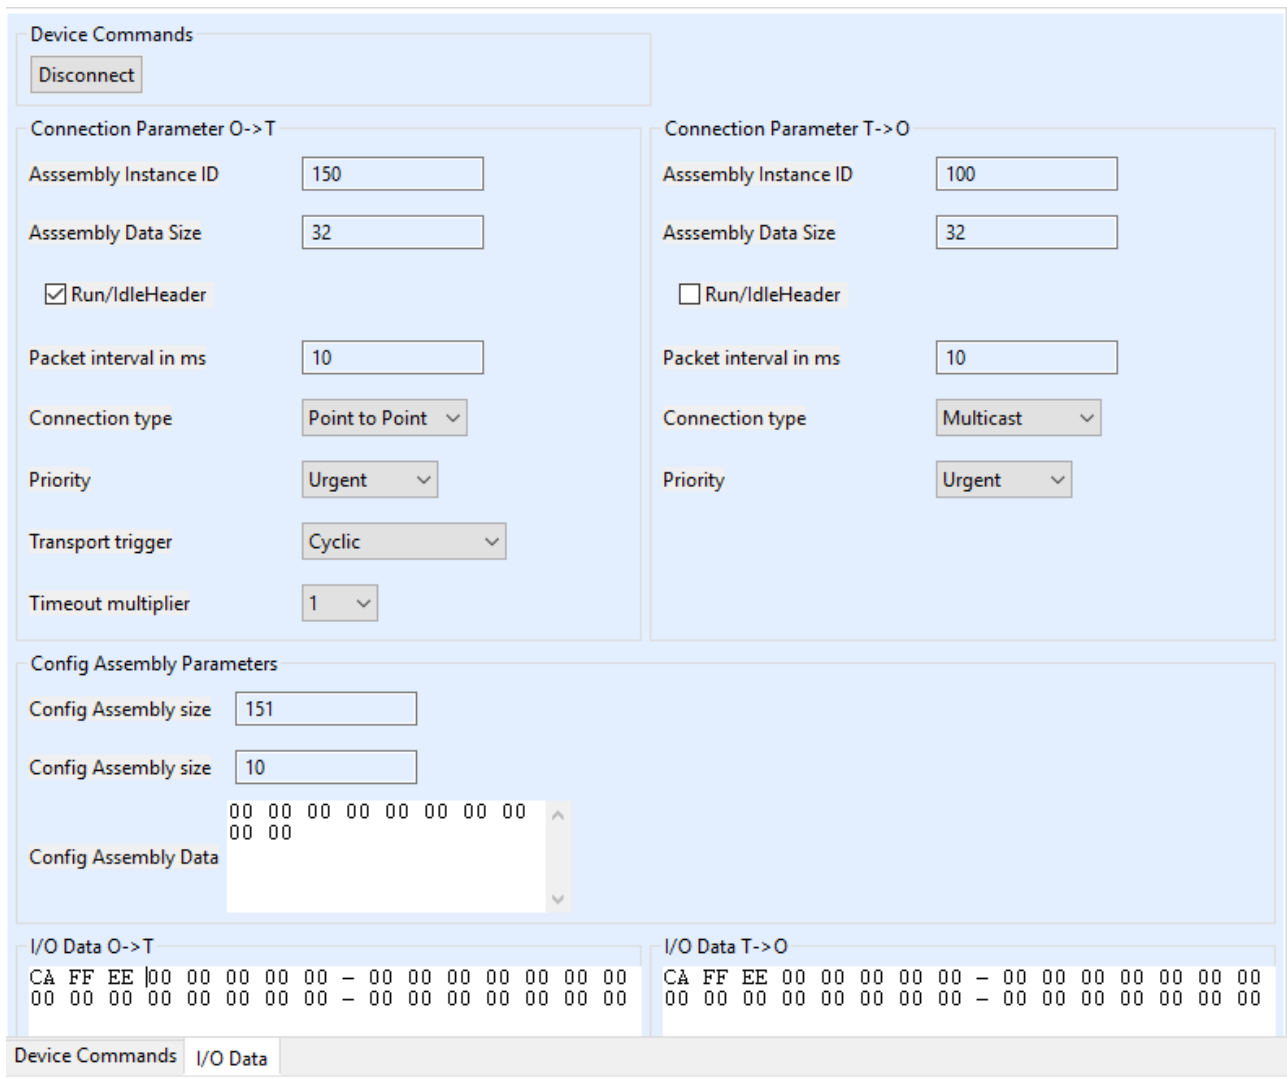 Device Commands
Disconnect
Connection Parameter O->T
Asssembly Instance ID 150
Asssembly Data Size 32
Run/IdleHeader
Packet interval in ms 10
Connection type Point to Point
Priority Urgent
Transport trigger Cyclic
Timeout multiplier 1
Connection Parameter T->O
Asssembly Instance ID 100
Asssembly Data Size 32
Run/IdleHeader
Packet interval in ms 10
Connection type Multicast
Priority Urgent
Config Assembly Parameters
Config Assembly size 151
Config Assembly size 10
Config Assembly Data
00 00 00 00 00 00 00 00
00 00
I/O Data O->T
CA FF EE 00 00 00 00 00 – 00 00 00 00 00 00 00
00 00 00 00 00 00 00 00 – 00 00 00 00 00 00 00
I/O Data T->O
CA FF EE 00 00 00 00 00 – 00 00 00 00 00 00 00
00 00 00 00 00 00 00 00 – 00 00 00 00 00 00 00
Device Commands I/O Data